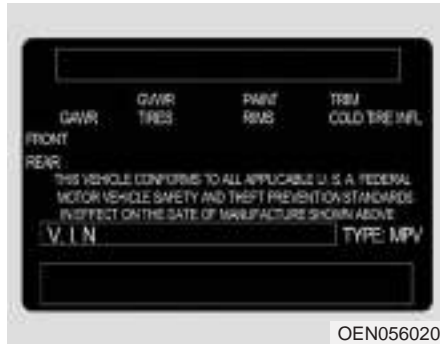 GVWR PAINT TRIM
GAWR TIRES RIMS COLD TIRE INFL.
FRONT
REAR
THIS VEHICLE CONFORMS TO ALL APPLICABLE U. S. A. FEDERAL
MOTOR VEHICLE SAFETY AND THEFT PREVENTION STANDARDS
IN EFFECT ON THE DATE OF MANUFACTURE SHOWN ABOVE
V. I. N TYPE: MPV
OEN056020